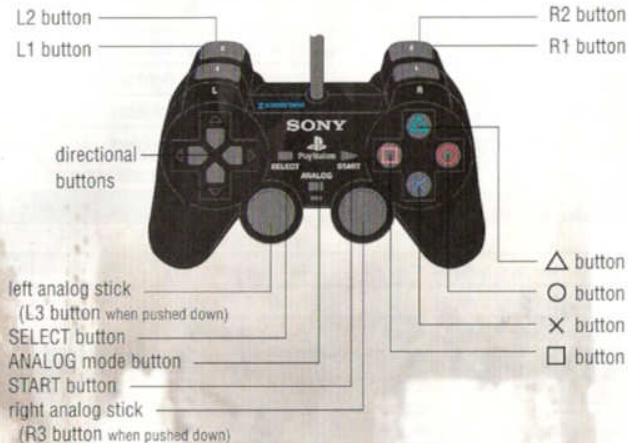 L2 button
L1 button
R2 button
R1 button
L
R
SONY
PlayStation
SELECT
START
ANALOG
directional
buttons
left analog stick
(L3 button when pushed down)
SELECT button
ANALOG mode button
START button
right analog stick
(R3 button when pushed down)
△ button
○ button
✕ button
□ button